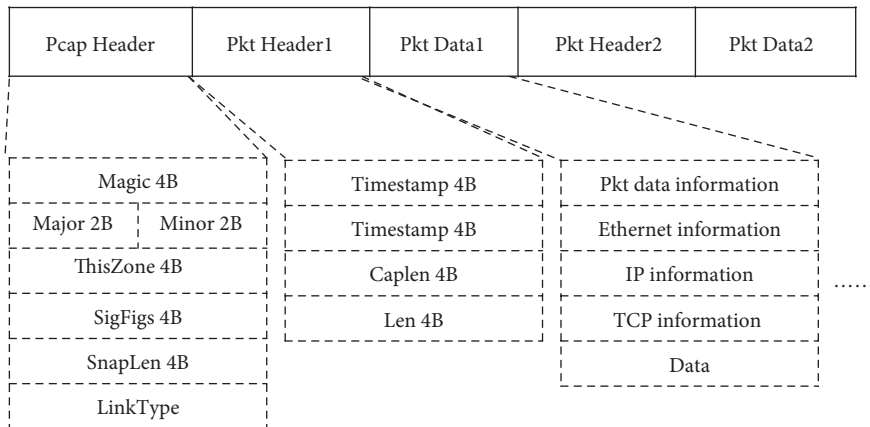 Pcap Header
Pkt Header1
Pkt Data1
Pkt Header2
Pkt Data2
Magic 4B
Major 2B
Minor 2B
ThisZone 4B
SigFigs 4B
SnapLen 4B
LinkType
Timestamp 4B
Timestamp 4B
Caplen 4B
Len 4B
Pkt data information
Ethernet information
IP information
TCP information
Data
.....